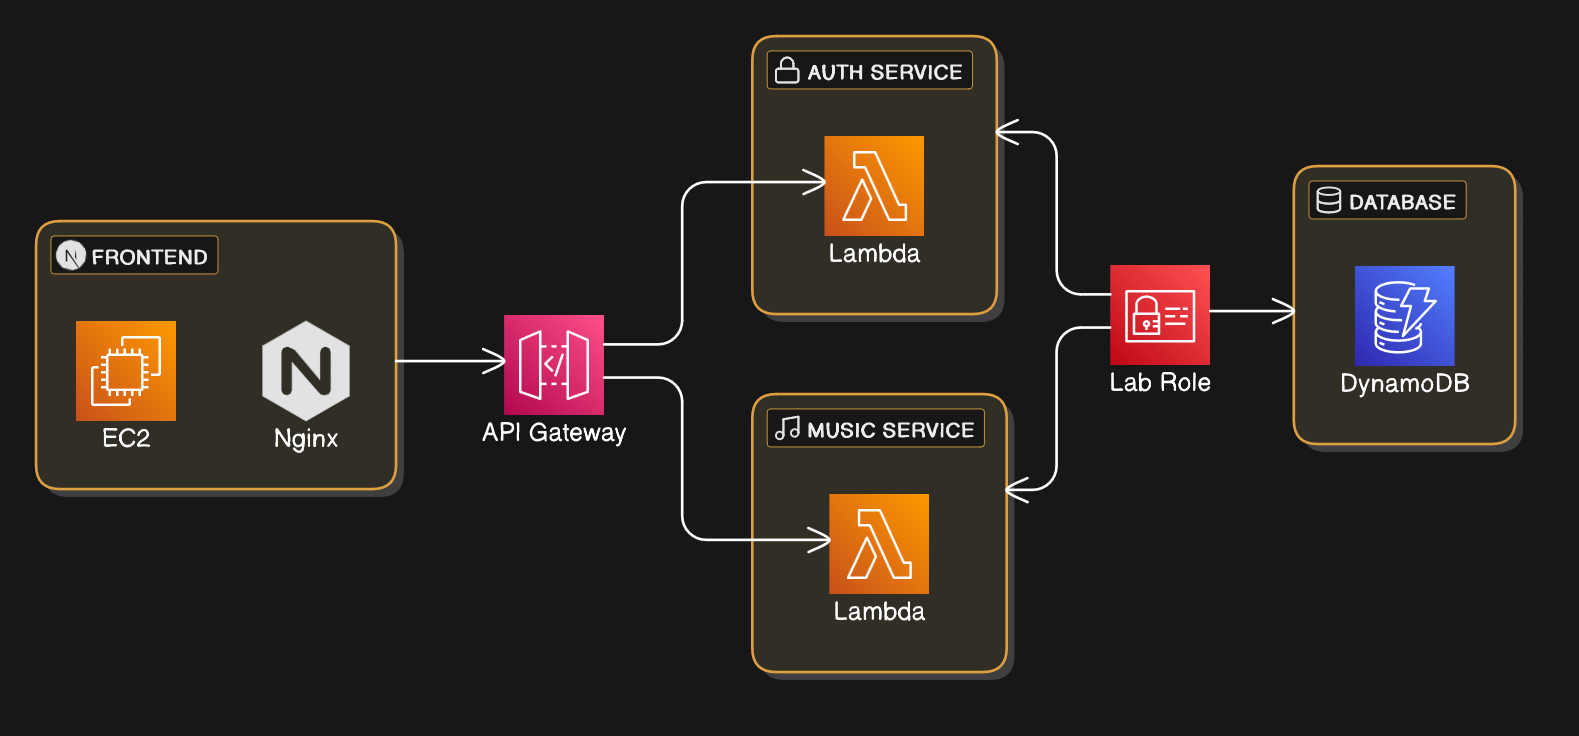 FRONTEND
EC2
Nginx
API Gateway
AUTH SERVICE
Lambda
MUSIC SERVICE
Lambda
Lab Role
DATABASE
DynamoDB